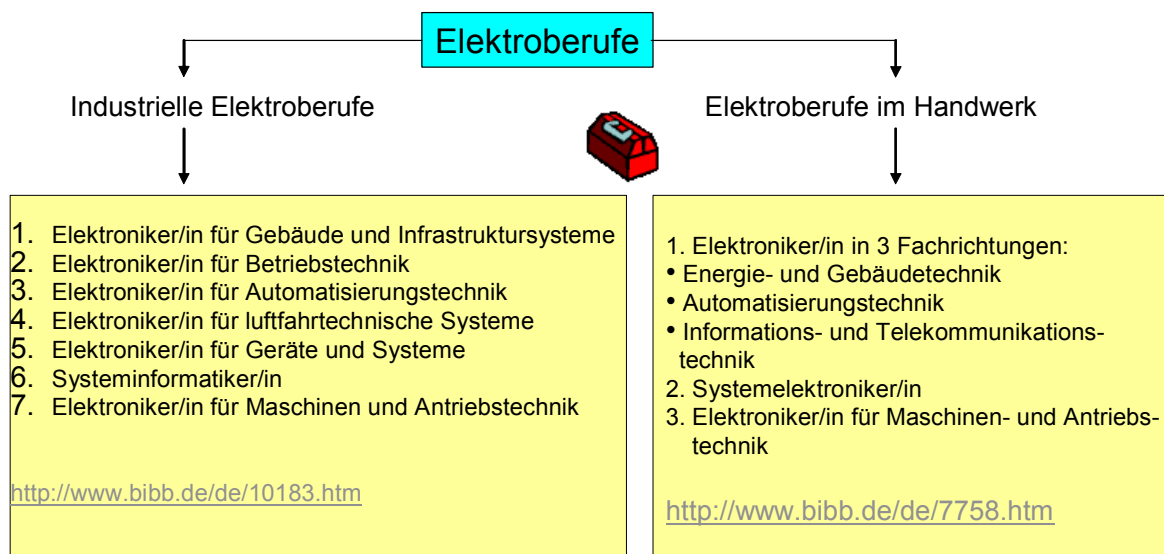 Elektroberufe
Industrielle Elektroberufe
Elektroberufe im Handwerk
1. Elektroniker/in für Gebäude und Infrastruktursysteme
2. Elektroniker/in für Betriebstechnik
3. Elektroniker/in für Automatisierungstechnik
4. Elektroniker/in für luftfahrtechnische Systeme
5. Elektroniker/in für Geräte und Systeme
6. Systeminformatiker/in
7. Elektroniker/in für Maschinen und Antriebstechnik
http://www.bibb.de/de/10183.htm
1. Elektroniker/in in 3 Fachrichtungen:
• Energie- und Gebäudetechnik
• Automatisierungstechnik
• Informations- und Telekommunikations-
technik
2. Systemelektroniker/in
3. Elektroniker/in für Maschinen- und Antriebs-
technik
http://www.bibb.de/de/7758.htm